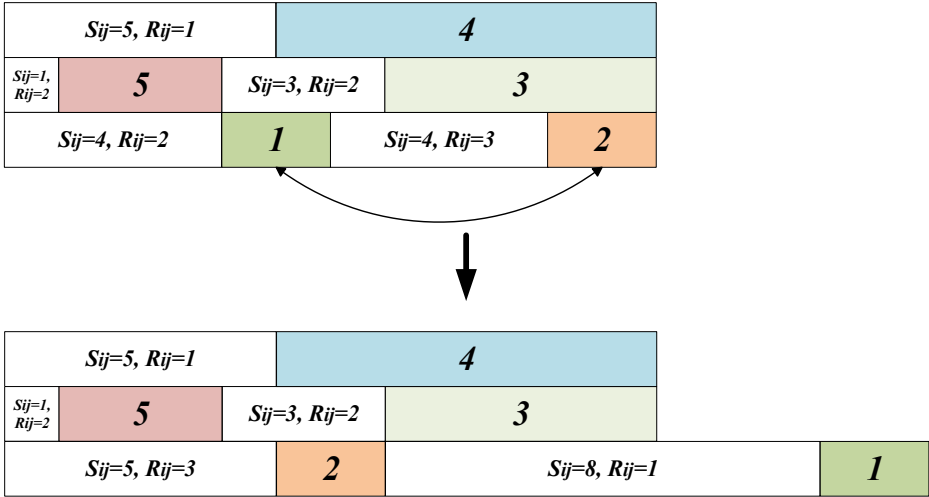 Sij=5, Rij=1 4
Sij=1,
Rij=2
5 Sij=3, Rij=2 3
Sij=4, Rij=2 1 Sij=4, Rij=3 2
Sij=5, Rij=1 4
Sij=1,
Rij=2
5 Sij=3, Rij=2 3
Sij=5, Rij=3 2 Sij=8, Rij=1 1